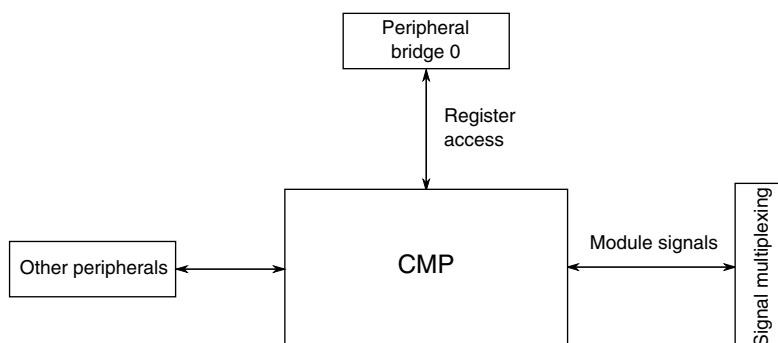 Peripheral
bridge 0
Register
access
Other peripherals
CMP
Module signals
Signal multiplexing